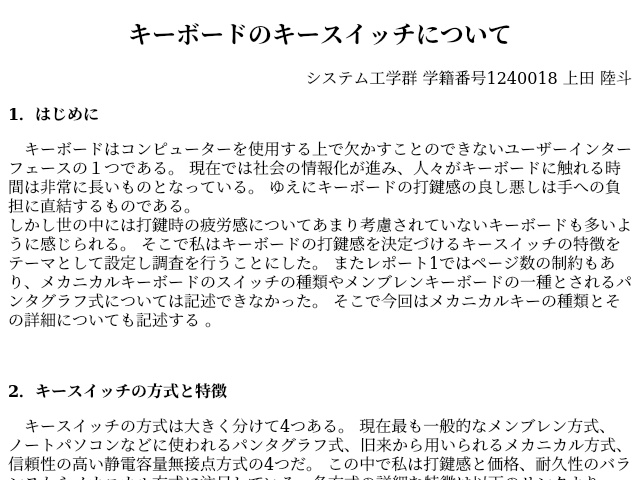 キーボードのキースイッチについて
システム工学群 学籍番号1240018 上田 陸斗
1. はじめに
キーボードはコンピューターを使用する上で欠かすことのできないユーザーインター
フェースの１つである。 現在では社会の情報化が進み、人々がキーボードに触れる時
間は非常に長いものとなっている。 ゆえにキーボードの打鍵感の良し悪しは手への負
担に直結するものである。
しかし世の中には打鍵時の疲労感についてあまり考慮されていないキーボードも多いよ
うに感じられる。 そこで私はキーボードの打鍵感を決定づけるキースイッチの特徴を
テーマとして設定し調査を行うことにした。 またレポート1ではページ数の制約もあ
り、メカニカルキーボードのスイッチの種類やメンブレンキーボードの一種とされるパ
ンタグラフ式については記述できなかった。 そこで今回はメカニカルキーの種類とそ
の詳細についても記述する 。
2. キースイッチの方式と特徴
キースイッチの方式は大きく分けて4つある。 現在最も一般的なメンブレン方式、
ノートパソコンなどに使われるパンタグラフ式、旧来から用いられるメカニカル方式、
信頼性の高い静電容量無接点方式の4つだ。 この中で私は打鍵感と価格、耐久性のバラ